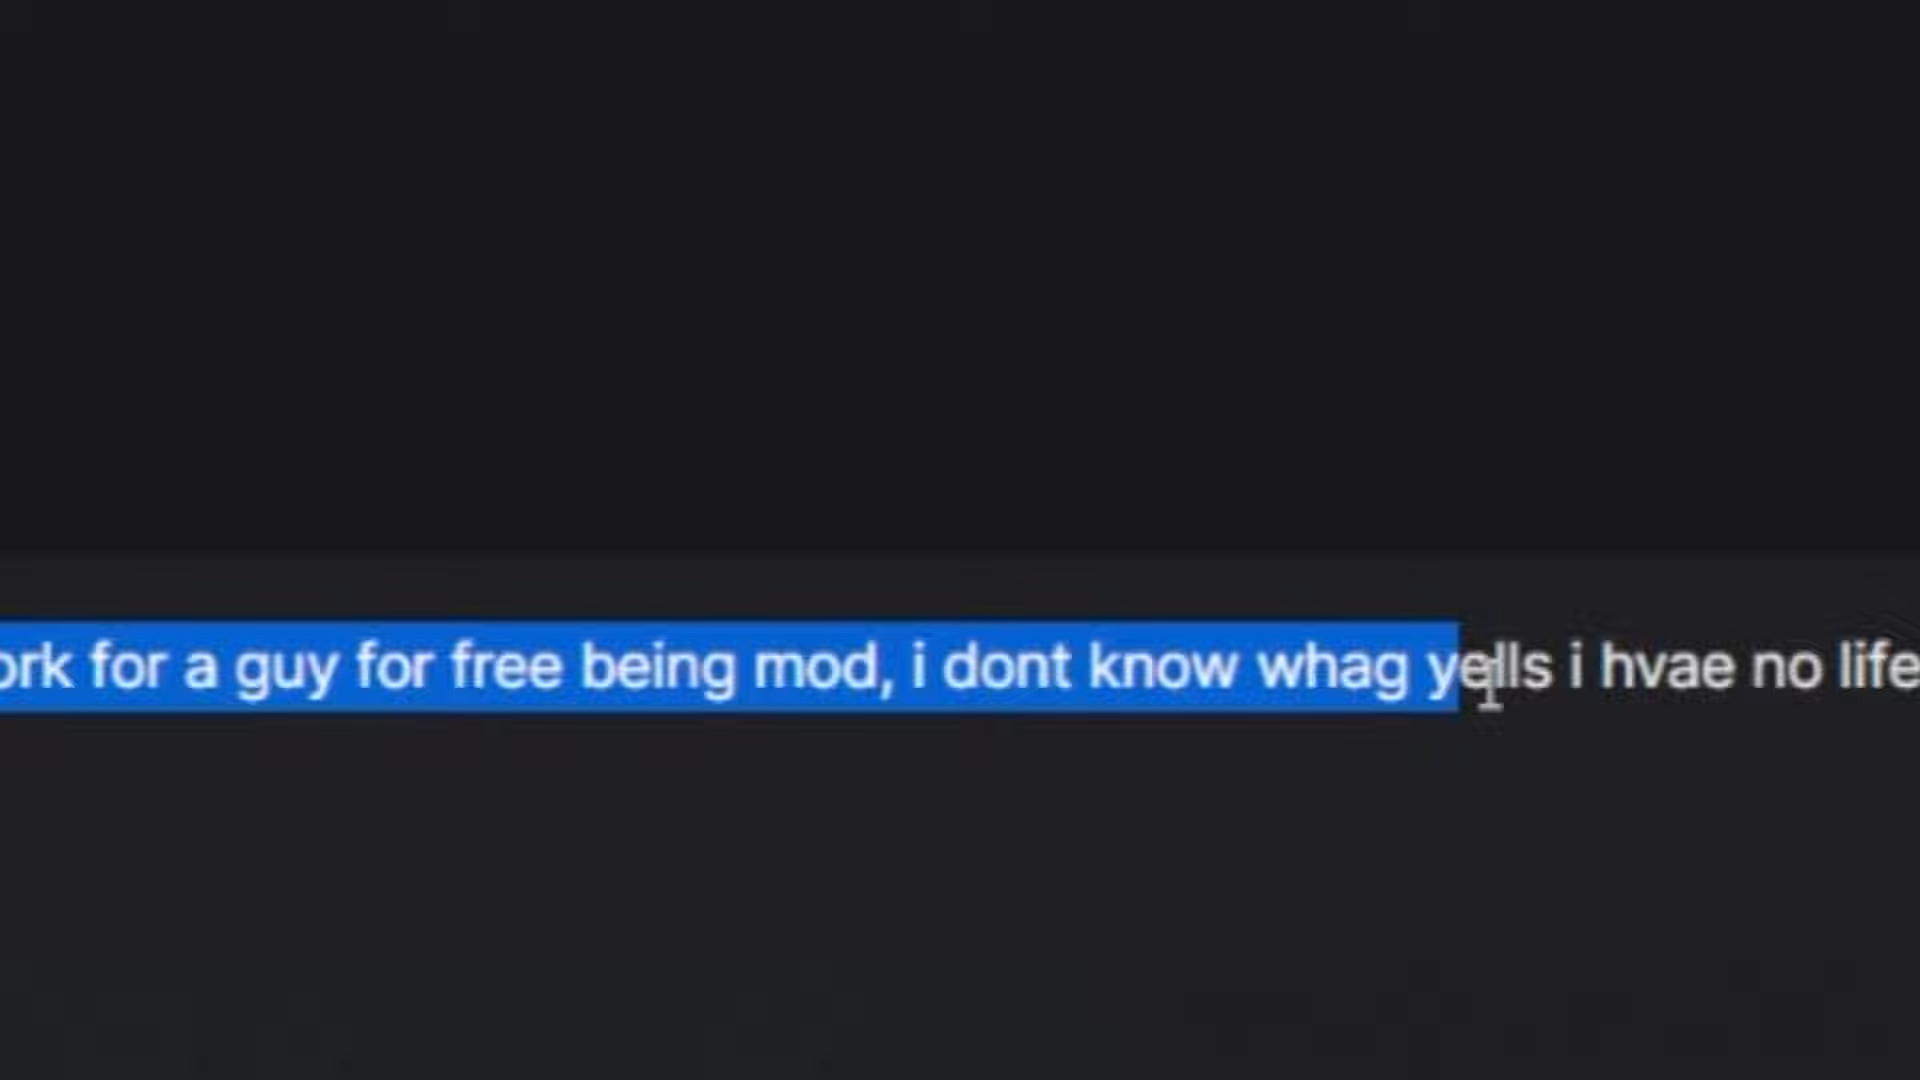 ork for a guy for free being mod, i dont know whag yells i hvae no life